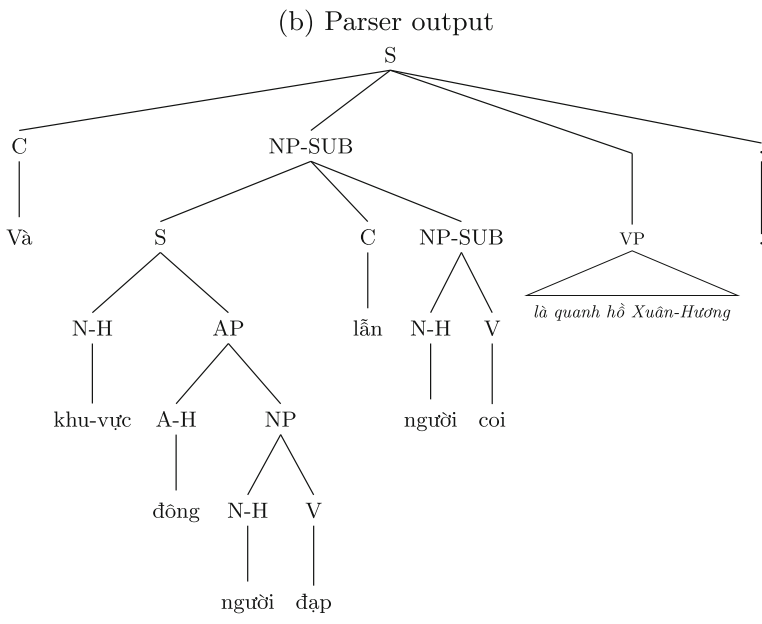 (b) Parser output
S
C NP-SUB .
Và S C NP-SUB VP .
N-H AP lẫn N-H V là quanh hồ Xuân-Hương
khu-vực A-H NP người coi
đông N-H V
người đạp